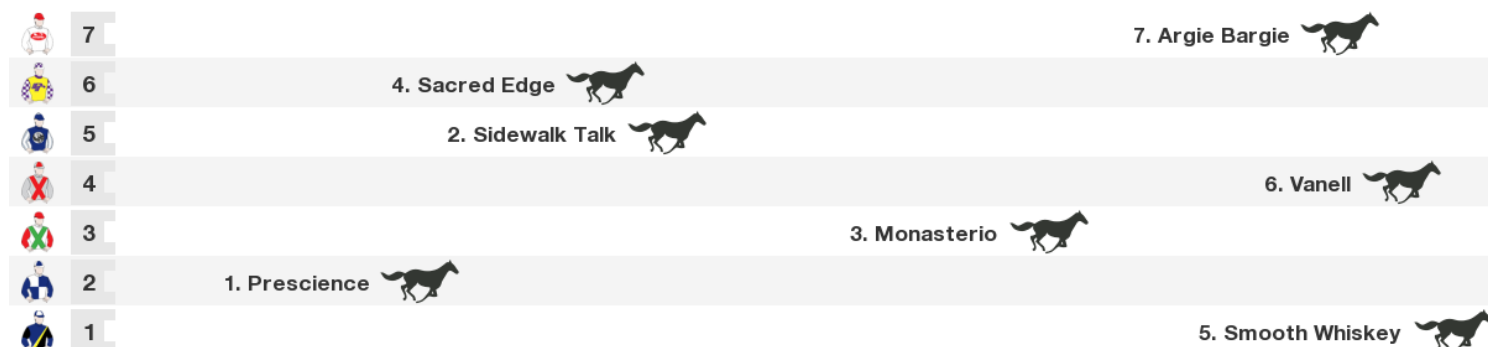 7 7. Argie Bargie
6 4. Sacred Edge
5 2. Sidewalk Talk
4 6. Vanell
3 3. Monasterio
2 1. Prescience
1 5. Smooth Whiskey